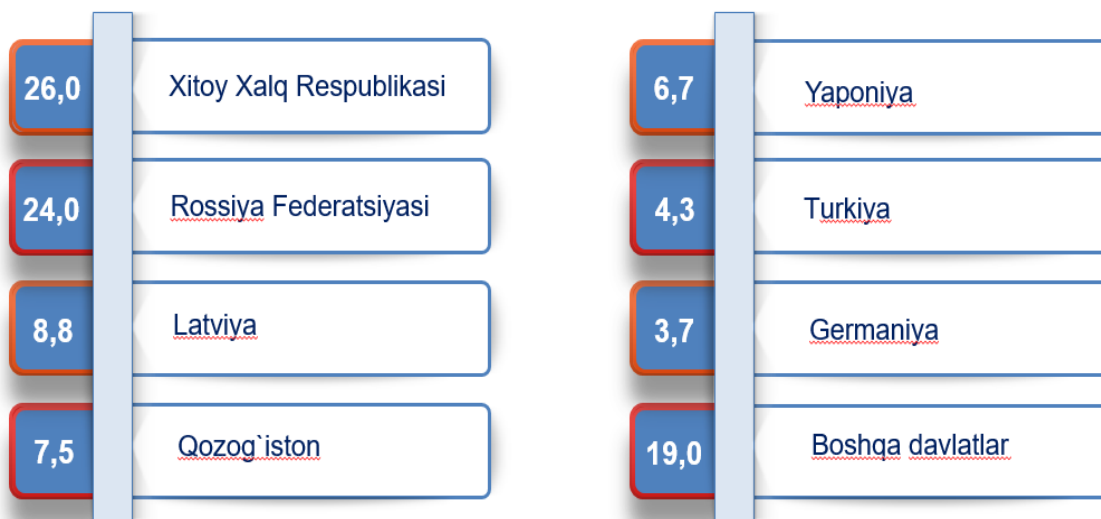 26,0 Xitoy Xalq Respublikasi
24,0 Rossiya Federatsiyasi
8,8 Latviya
7,5 Qozog`iston
6,7 Yaponiya
4,3 Turkiya
3,7 Germaniya
19,0 Boshqa davlatlar